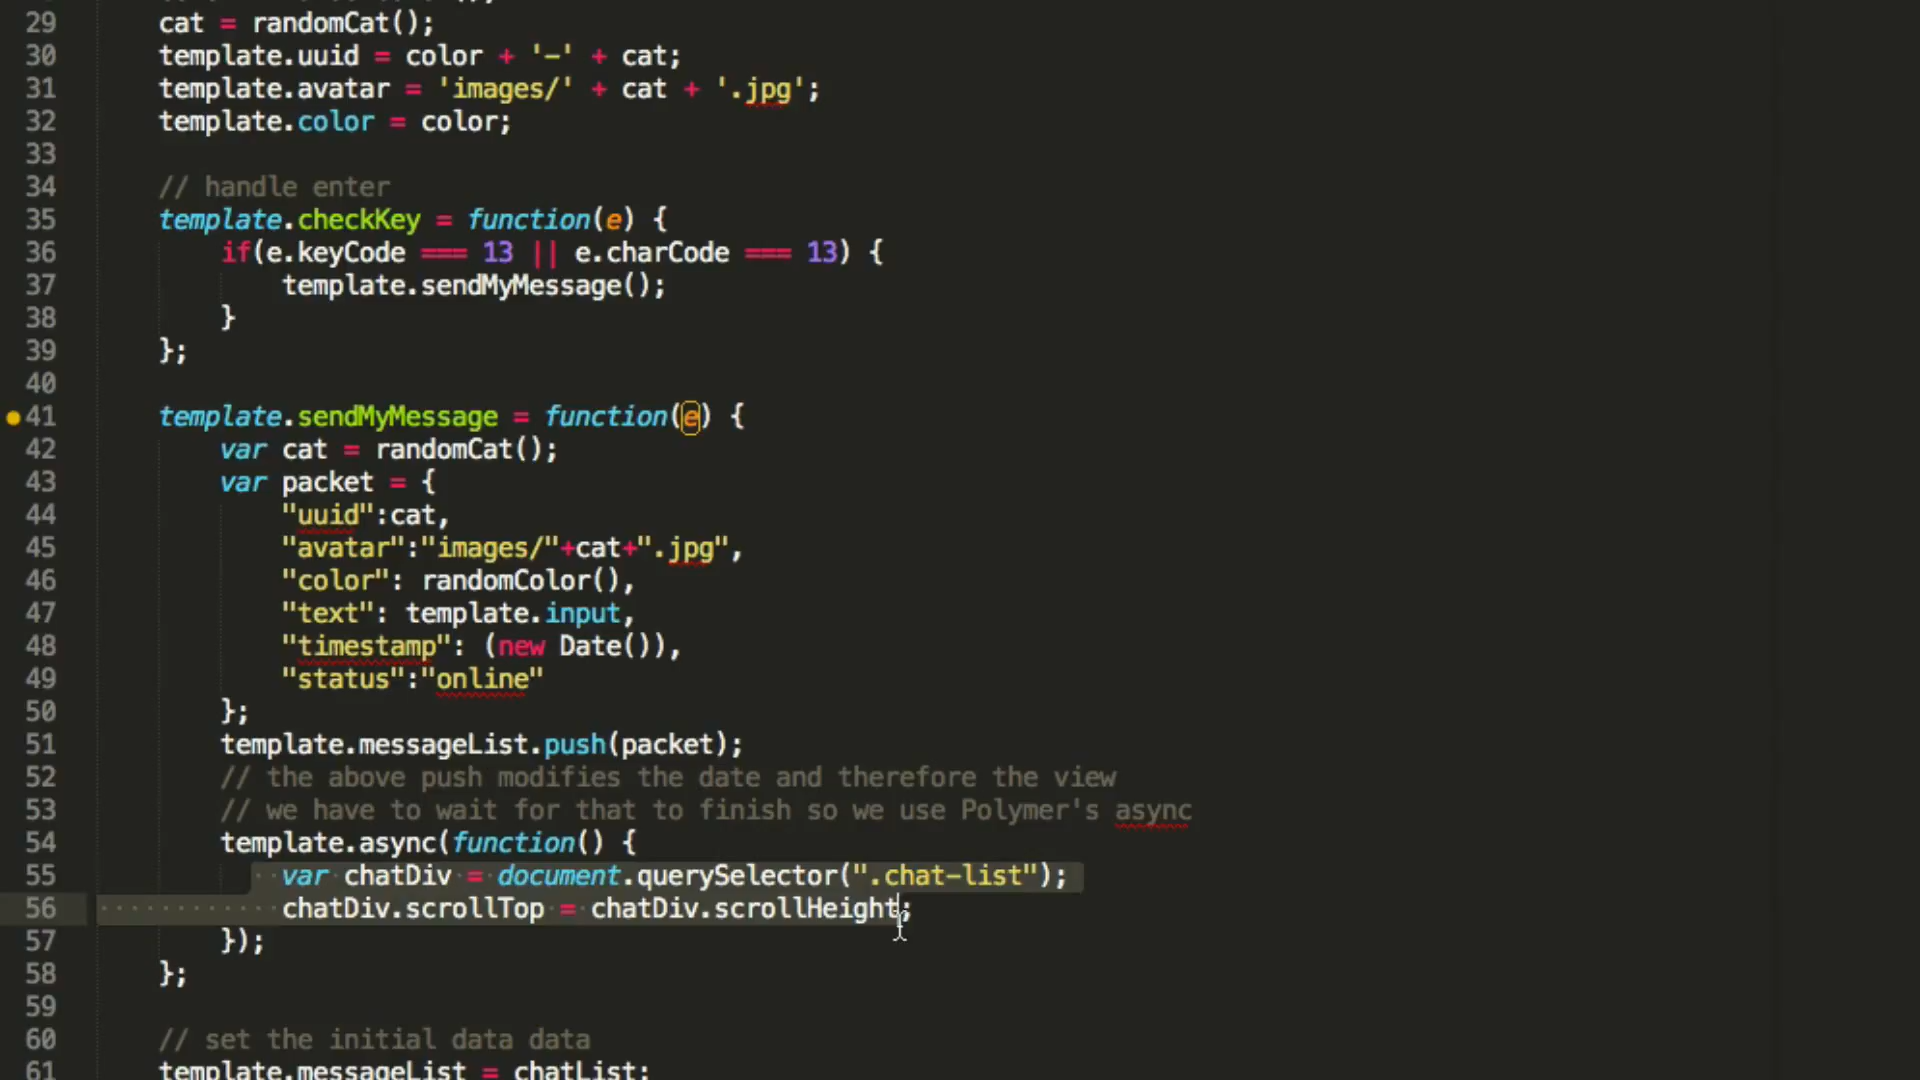 29 cat = randomCat();
30 template.uuid = color + '-' + cat;
31 template.avatar = 'images/' + cat + '.jpg';
32 template.color = color;
33
34 // handle enter
35 template.checkKey = function(e) {
36 if(e.keyCode === 13 || e.charCode === 13) {
37 template.sendMyMessage();
38 }
39 };
40
41 template.sendMyMessage = function(e) {
42 var cat = randomCat();
43 var packet = {
44 "uuid":cat,
45 "avatar":"images/"+cat+".jpg",
46 "color": randomColor(),
47 "text": template.input,
48 "timestamp": (new Date()),
49 "status":"online"
50 };
51 template.messageList.push(packet);
52 // the above push modifies the date and therefore the view
53 // we have to wait for that to finish so we use Polymer's async
54 template.async(function() {
55 var chatDiv = document.querySelector(".chat-list");
56 chatDiv.scrollTop = chatDiv.scrollHeight;
57 });
58 };
59
60 // set the initial data data
61 template.messageList = chatList;